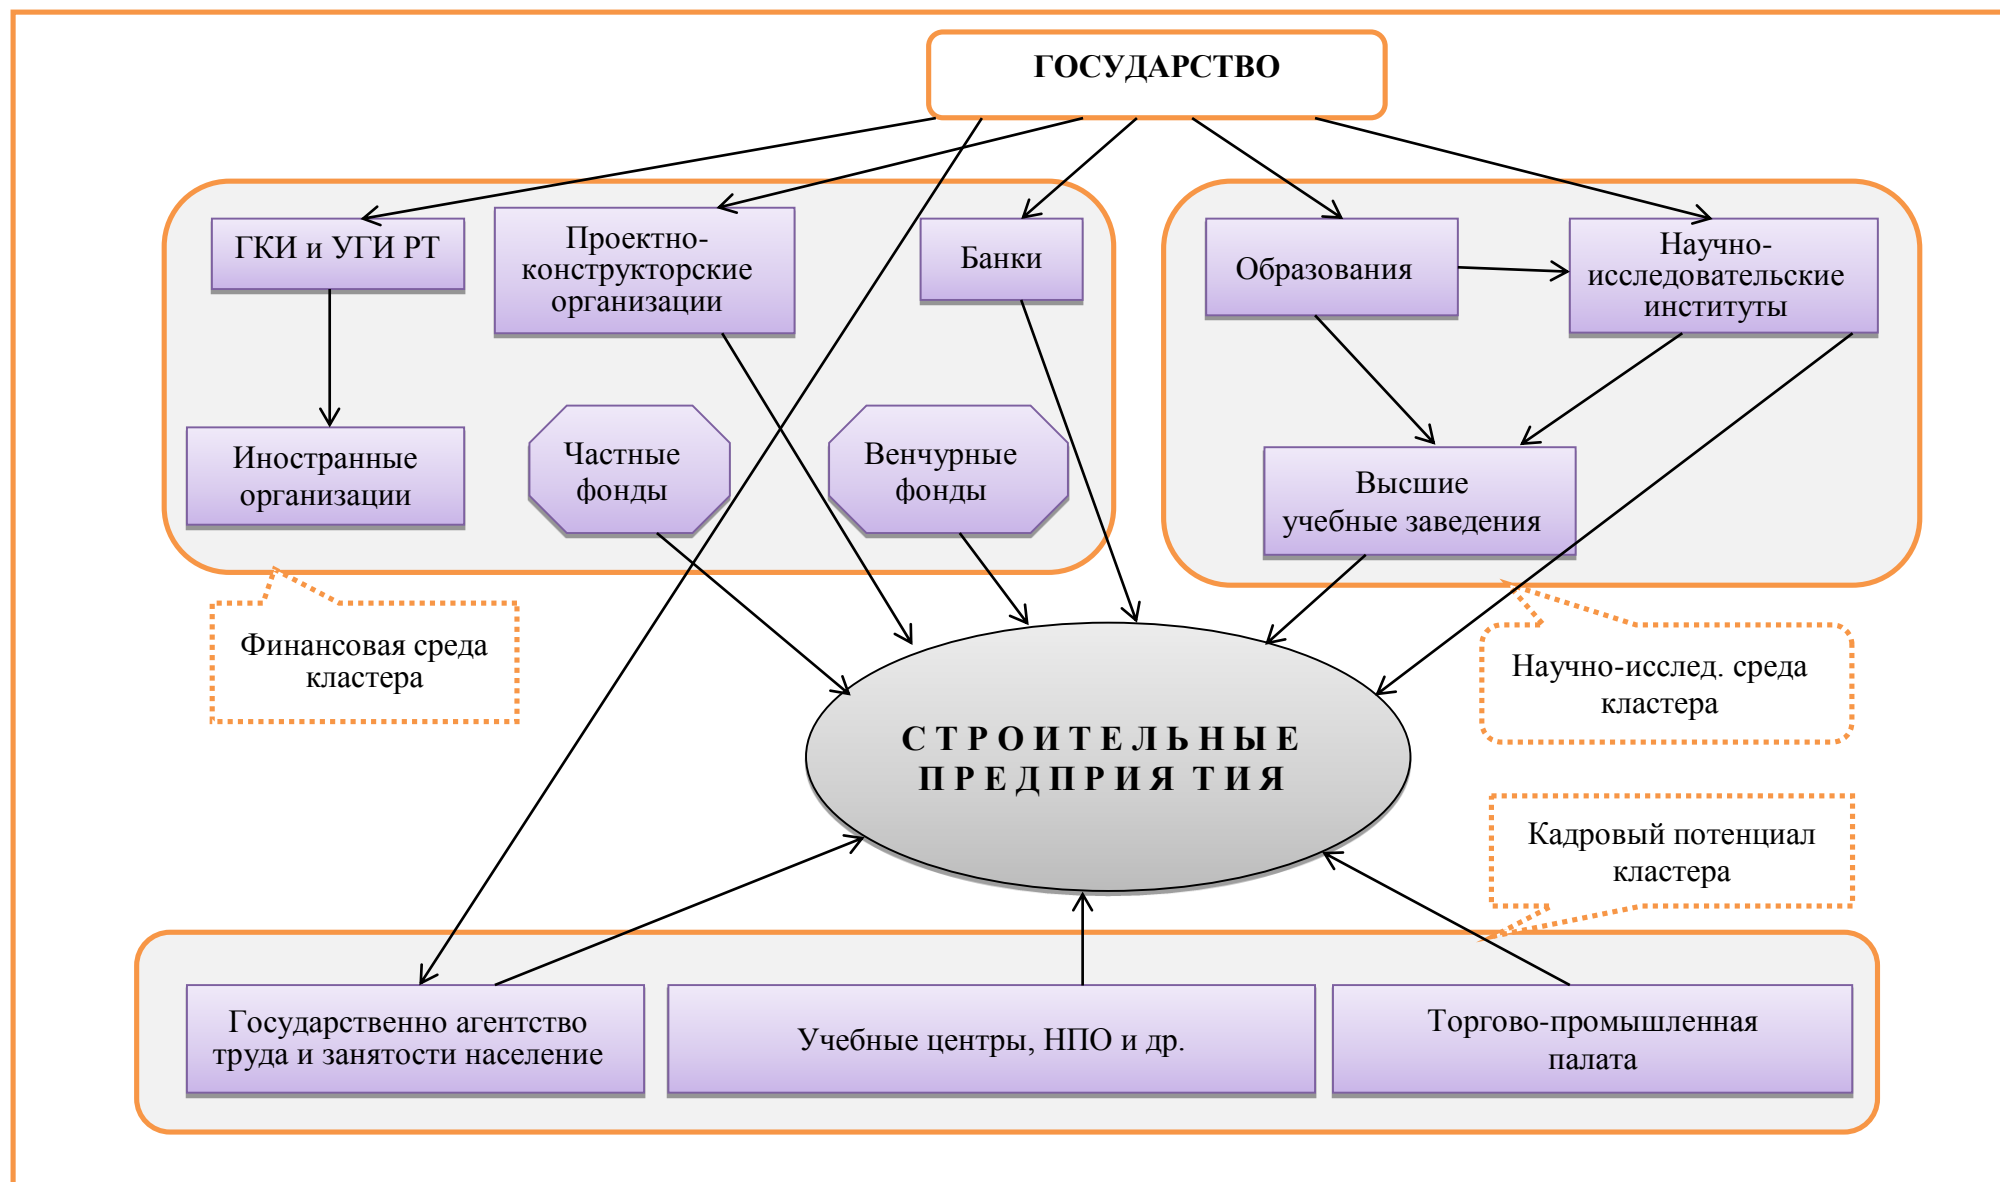 ГОСУДАРСТВО
ГКИ и УГИ РТ
Проектно-
конструкторские
организации
Банки
Образования
Научно-
исследовательские
институты
Иностранные
организации
Частные
фонды
Венчурные
фонды
Высшие
учебные заведения
Финансовая среда
кластера
Научно-исслед. среда
кластера
С Т Р О И Т Е Л Ь Н Ы Е
П Р Е Д П Р И Я Т И Я
Кадровый потенциал
кластера
Государственно агентство
труда и занятости население
Учебные центры, НПО и др.
Торгово-промышленная
палата